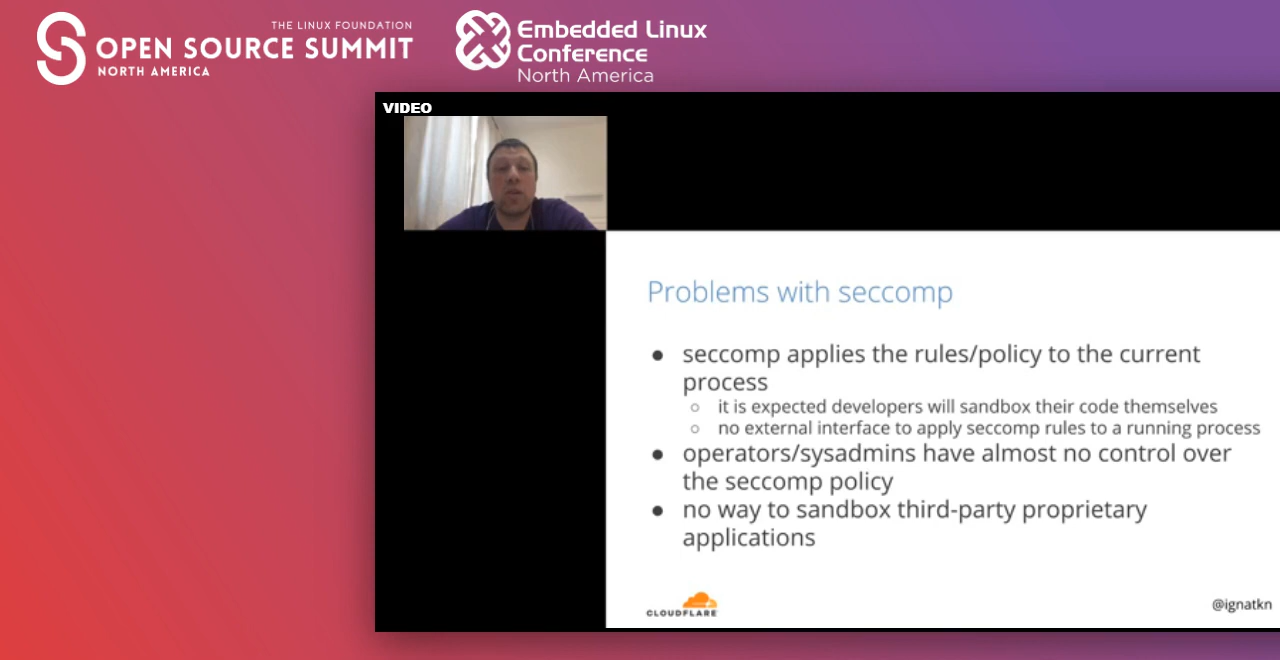 THE LINUX FOUNDATION
OPEN SOURCE SUMMIT
NORTH AMERICA
Embedded Linux
Conference
North America
VIDEO
Problems with seccomp
● seccomp applies the rules/policy to the current
process
○ it is expected developers will sandbox their code themselves
○ no external interface to apply seccomp rules to a running process
● operators/sysadmins have almost no control over
the seccomp policy
● no way to sandbox third-party proprietary
applications
CLOUDFLARE
@ignatkn